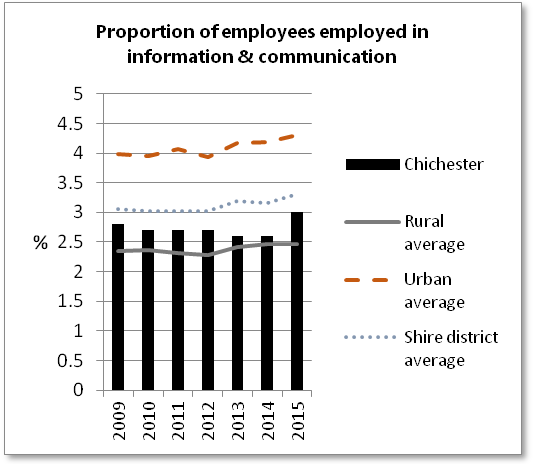 Proportion of employees employed in
information & communication
5
4.5
4
3.5
3
2.5
2
1.5
1
0.5
0
%
2009
2010
2011
2012
2013
2014
2015
Chichester
Rural
average
Urban
average
Shire district
average